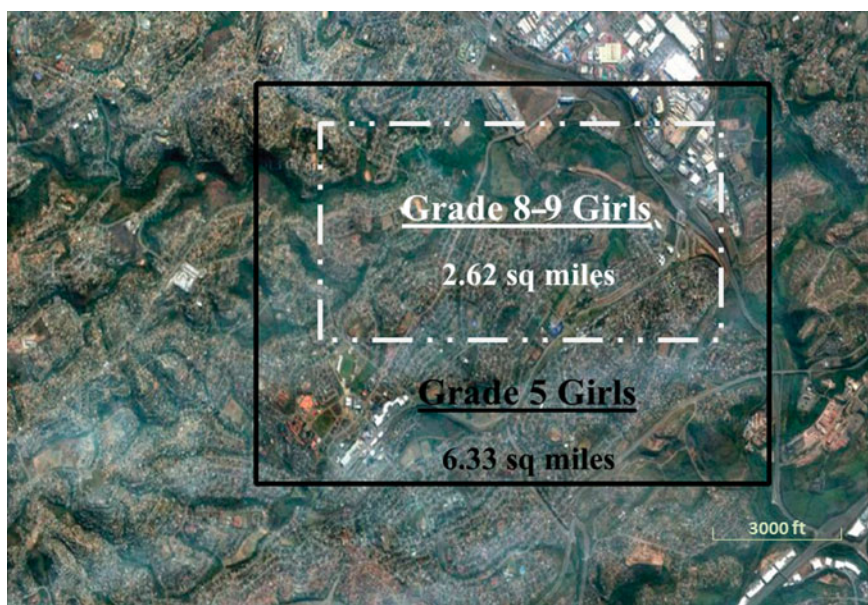 Grade 8-9 Girls
2.62 sq miles
Grade 5 Girls
6.33 sq miles
3000 ft